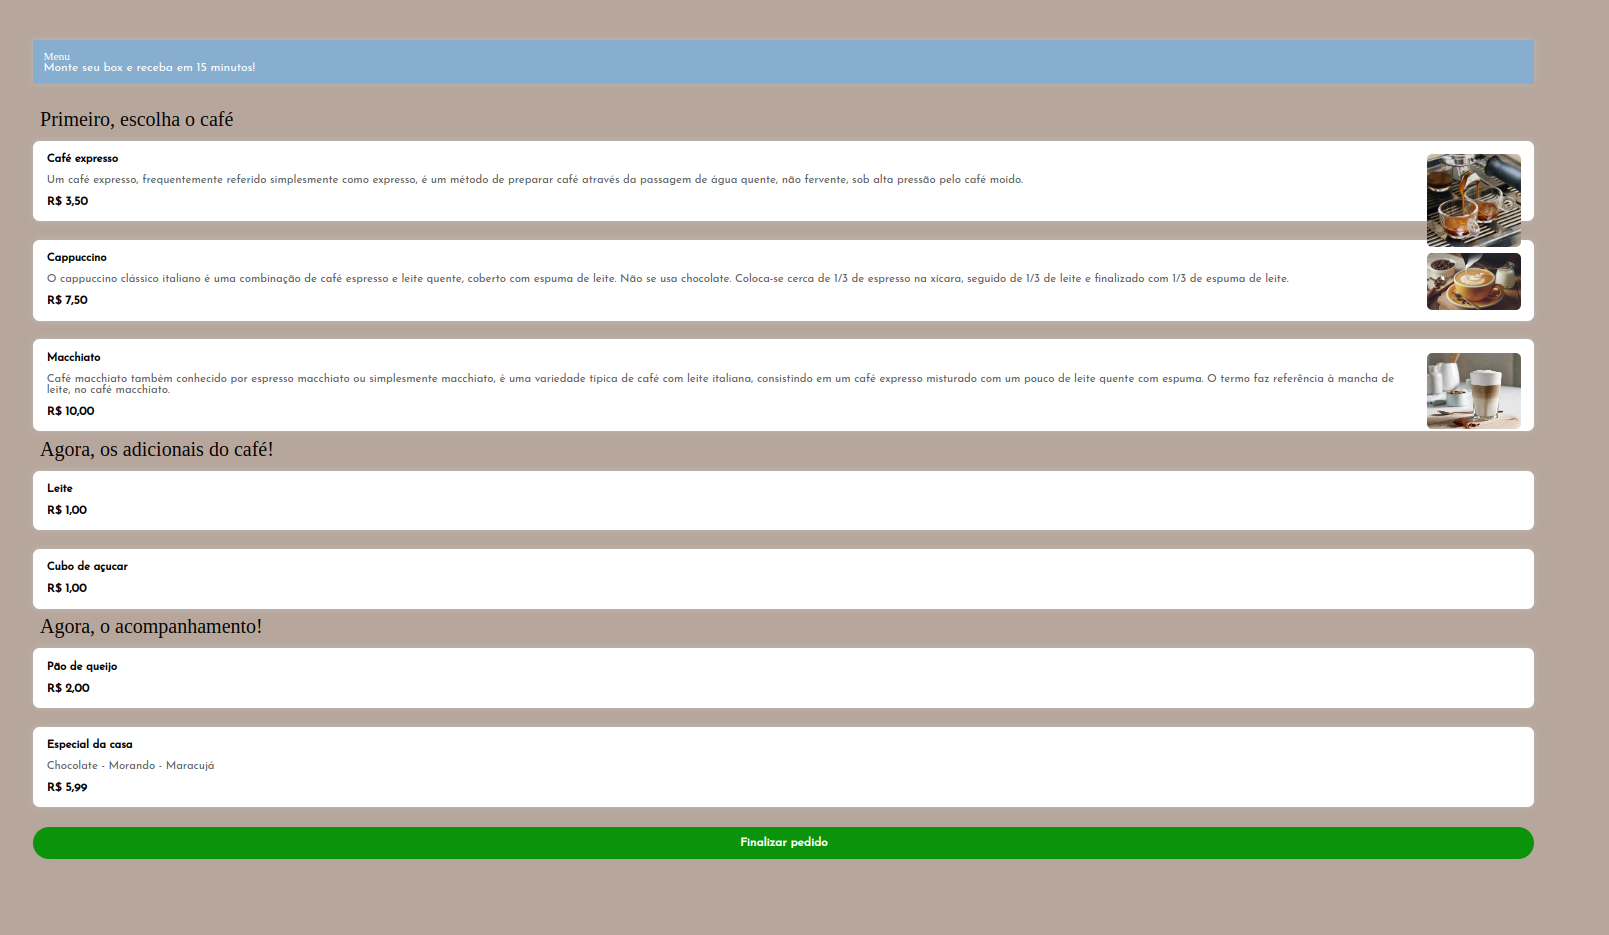 Menu
Monte seu box e receba em 15 minutos!
Primeiro, escolha o café
Café expresso
Um café expresso, frequentemente referido simplesmente como expresso, é um método de preparar café através da passagem de água quente, não fervente, sob alta pressão pelo café moído.
R$ 3,50
Cappuccino
O cappuccino clássico italiano é uma combinação de café espresso e leite quente, coberto com espuma de leite. Não se usa chocolate. Coloca-se cerca de 1/3 de espresso na xícara, seguido de 1/3 de leite e finalizado com 1/3 de espuma de leite.
R$ 7,50
Macchiato
Café macchiato também conhecido por espresso macchiato ou simplesmente macchiato, é uma variedade típica de café com leite italiana, consistindo em um café expresso misturado com um pouco de leite quente com espuma. O termo faz referência à mancha de
leite, no café macchiato.
R$ 10,00
Agora, os adicionais do café!
Leite
R$ 1,00
Cubo de açucar
R$ 1,00
Agora, o acompanhamento!
Pão de queijo
R$ 2,00
Especial da casa
Chocolate - Morando - Maracujá
R$ 5,99
Finalizar pedido